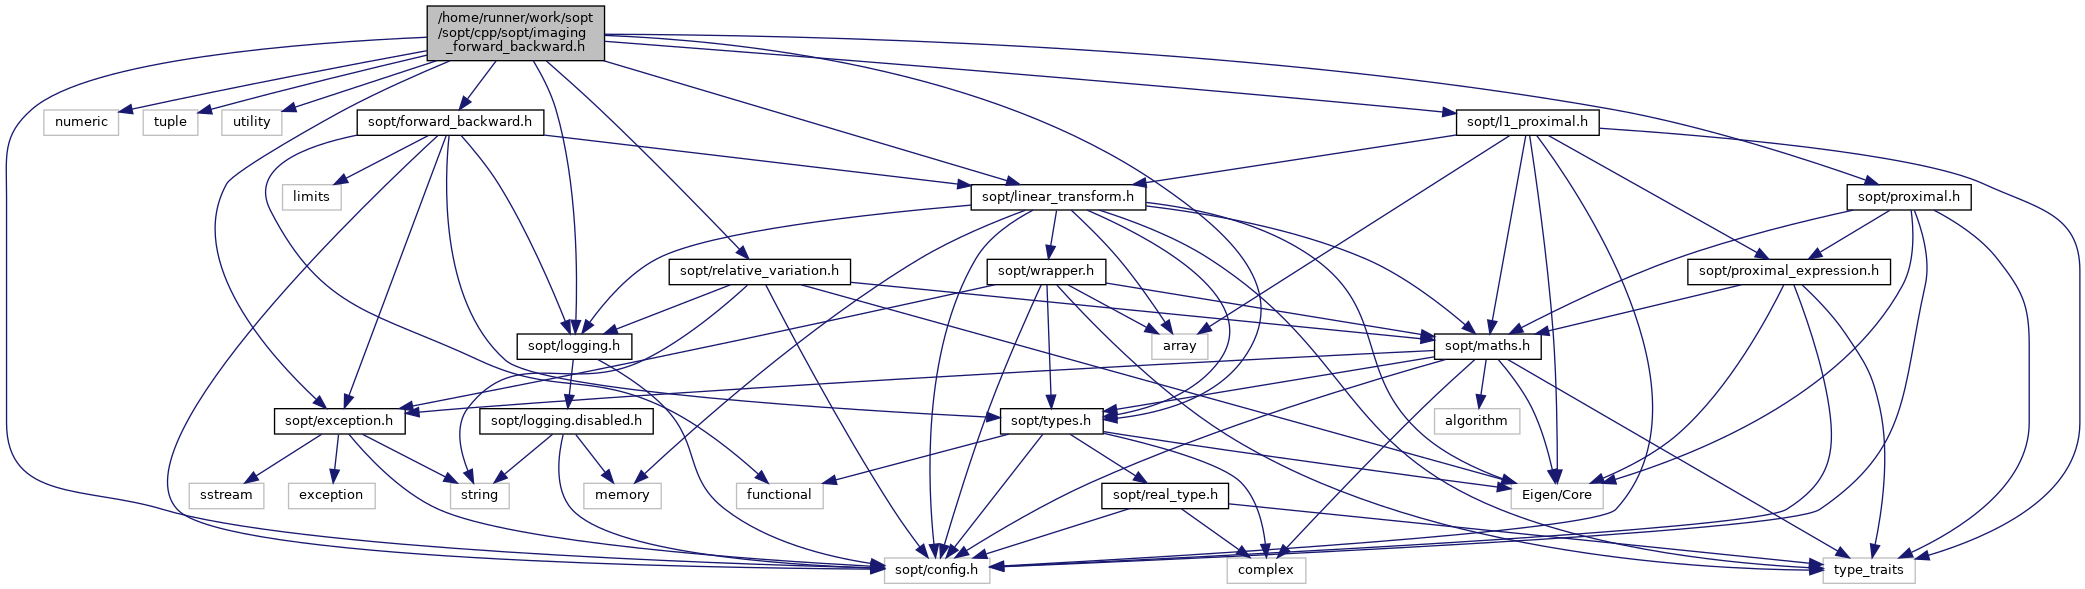 /home/runner/work/sopt
/sopt/cpp/sopt/imaging
_forward_backward.h
numeric
tuple
utility
sopt/forward_backward.h
sopt/l1_proximal.h
limits
sopt/linear_transform.h
sopt/proximal.h
sopt/relative_variation.h
sopt/wrapper.h
sopt/proximal_expression.h
sopt/logging.h
array
sopt/maths.h
sopt/exception.h
sopt/logging.disabled.h
sopt/types.h
algorithm
sstream
exception
string
memory
functional
sopt/real_type.h
Eigen/Core
sopt/config.h
complex
type_traits